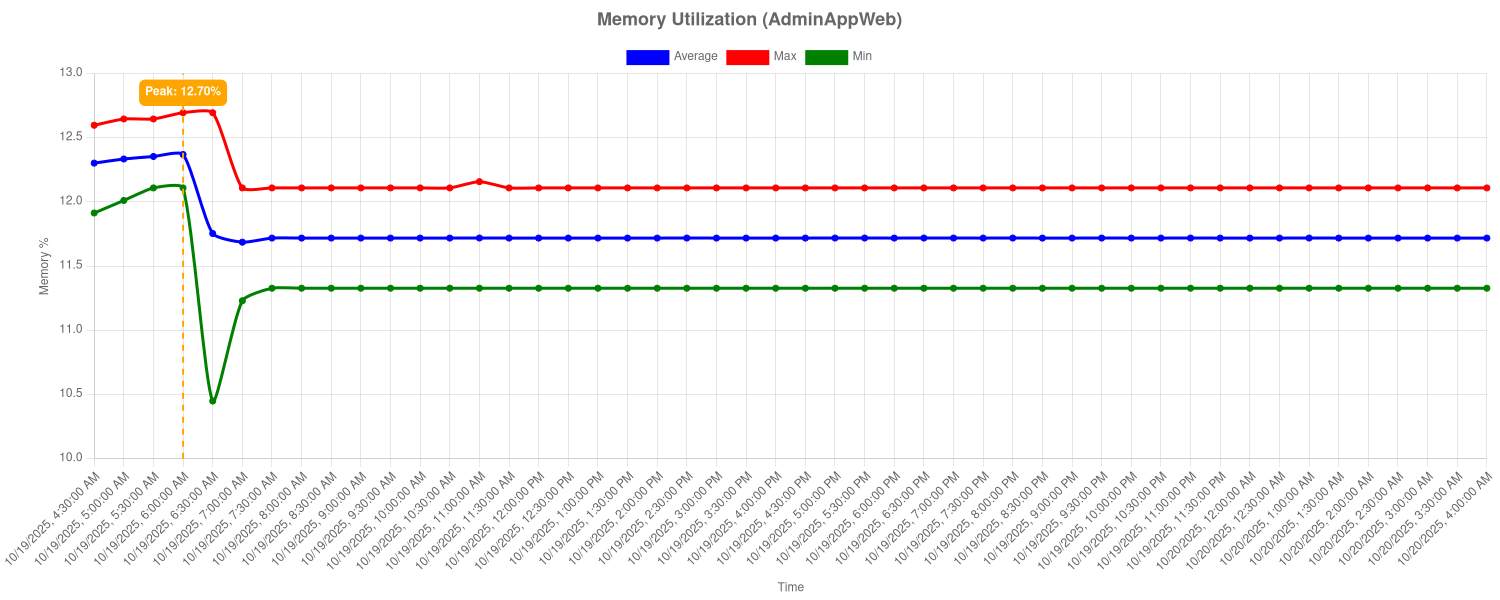 Memory Utilization (AdminAppWeb)
Average Max Min
13.0
Peak: 12.70%
12.5
12.0
11.5
11.0
10.5
10.0
Memory %
10/19/2025, 4:30:00 AM
10/19/2025, 5:00:00 AM
10/19/2025, 5:30:00 AM
10/19/2025, 6:00:00 AM
10/19/2025, 6:30:00 AM
10/19/2025, 7:00:00 AM
10/19/2025, 7:30:00 AM
10/19/2025, 8:00:00 AM
10/19/2025, 8:30:00 AM
10/19/2025, 9:00:00 AM
10/19/2025, 9:30:00 AM
10/19/2025, 10:00:00 AM
10/19/2025, 10:30:00 AM
10/19/2025, 11:00:00 AM
10/19/2025, 11:30:00 AM
10/19/2025, 12:00:00 PM
10/19/2025, 12:30:00 PM
10/19/2025, 1:00:00 PM
10/19/2025, 1:30:00 PM
10/19/2025, 2:00:00 PM
10/19/2025, 2:30:00 PM
10/19/2025, 3:00:00 PM
10/19/2025, 3:30:00 PM
10/19/2025, 4:00:00 PM
10/19/2025, 4:30:00 PM
10/19/2025, 5:00:00 PM
10/19/2025, 5:30:00 PM
10/19/2025, 6:00:00 PM
10/19/2025, 6:30:00 PM
10/19/2025, 7:00:00 PM
10/19/2025, 7:30:00 PM
10/19/2025, 8:00:00 PM
10/19/2025, 8:30:00 PM
10/19/2025, 9:00:00 PM
10/19/2025, 9:30:00 PM
10/19/2025, 10:00:00 PM
10/19/2025, 10:30:00 PM
10/19/2025, 11:00:00 PM
10/19/2025, 11:30:00 PM
10/20/2025, 12:00:00 AM
10/20/2025, 12:30:00 AM
10/20/2025, 1:00:00 AM
10/20/2025, 1:30:00 AM
10/20/2025, 2:00:00 AM
10/20/2025, 2:30:00 AM
10/20/2025, 3:00:00 AM
10/20/2025, 3:30:00 AM
10/20/2025, 4:00:00 AM
Time